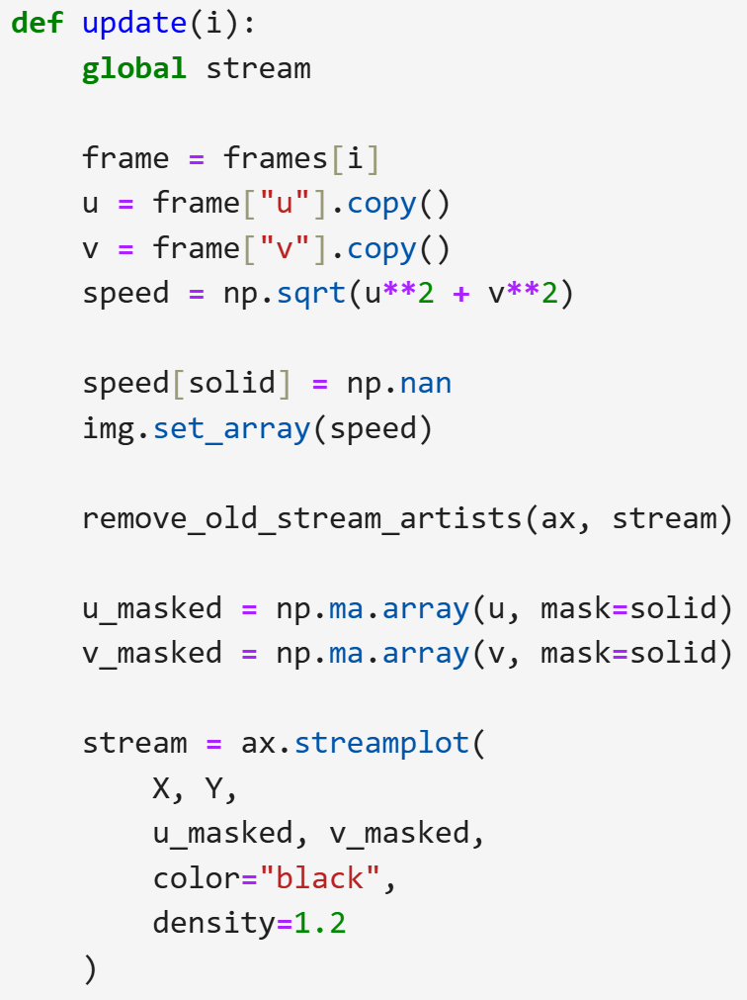 def update(i):
    global stream

    frame = frames[i]
    u = frame["u"].copy()
    v = frame["v"].copy()
    speed = np.sqrt(u**2 + v**2)

    speed[solid] = np.nan
    img.set_array(speed)

    remove_old_stream_artists(ax, stream)

    u_masked = np.ma.array(u, mask=solid)
    v_masked = np.ma.array(v, mask=solid)

    stream = ax.streamplot(
        X, Y,
        u_masked, v_masked,
        color="black",
        density=1.2
    )